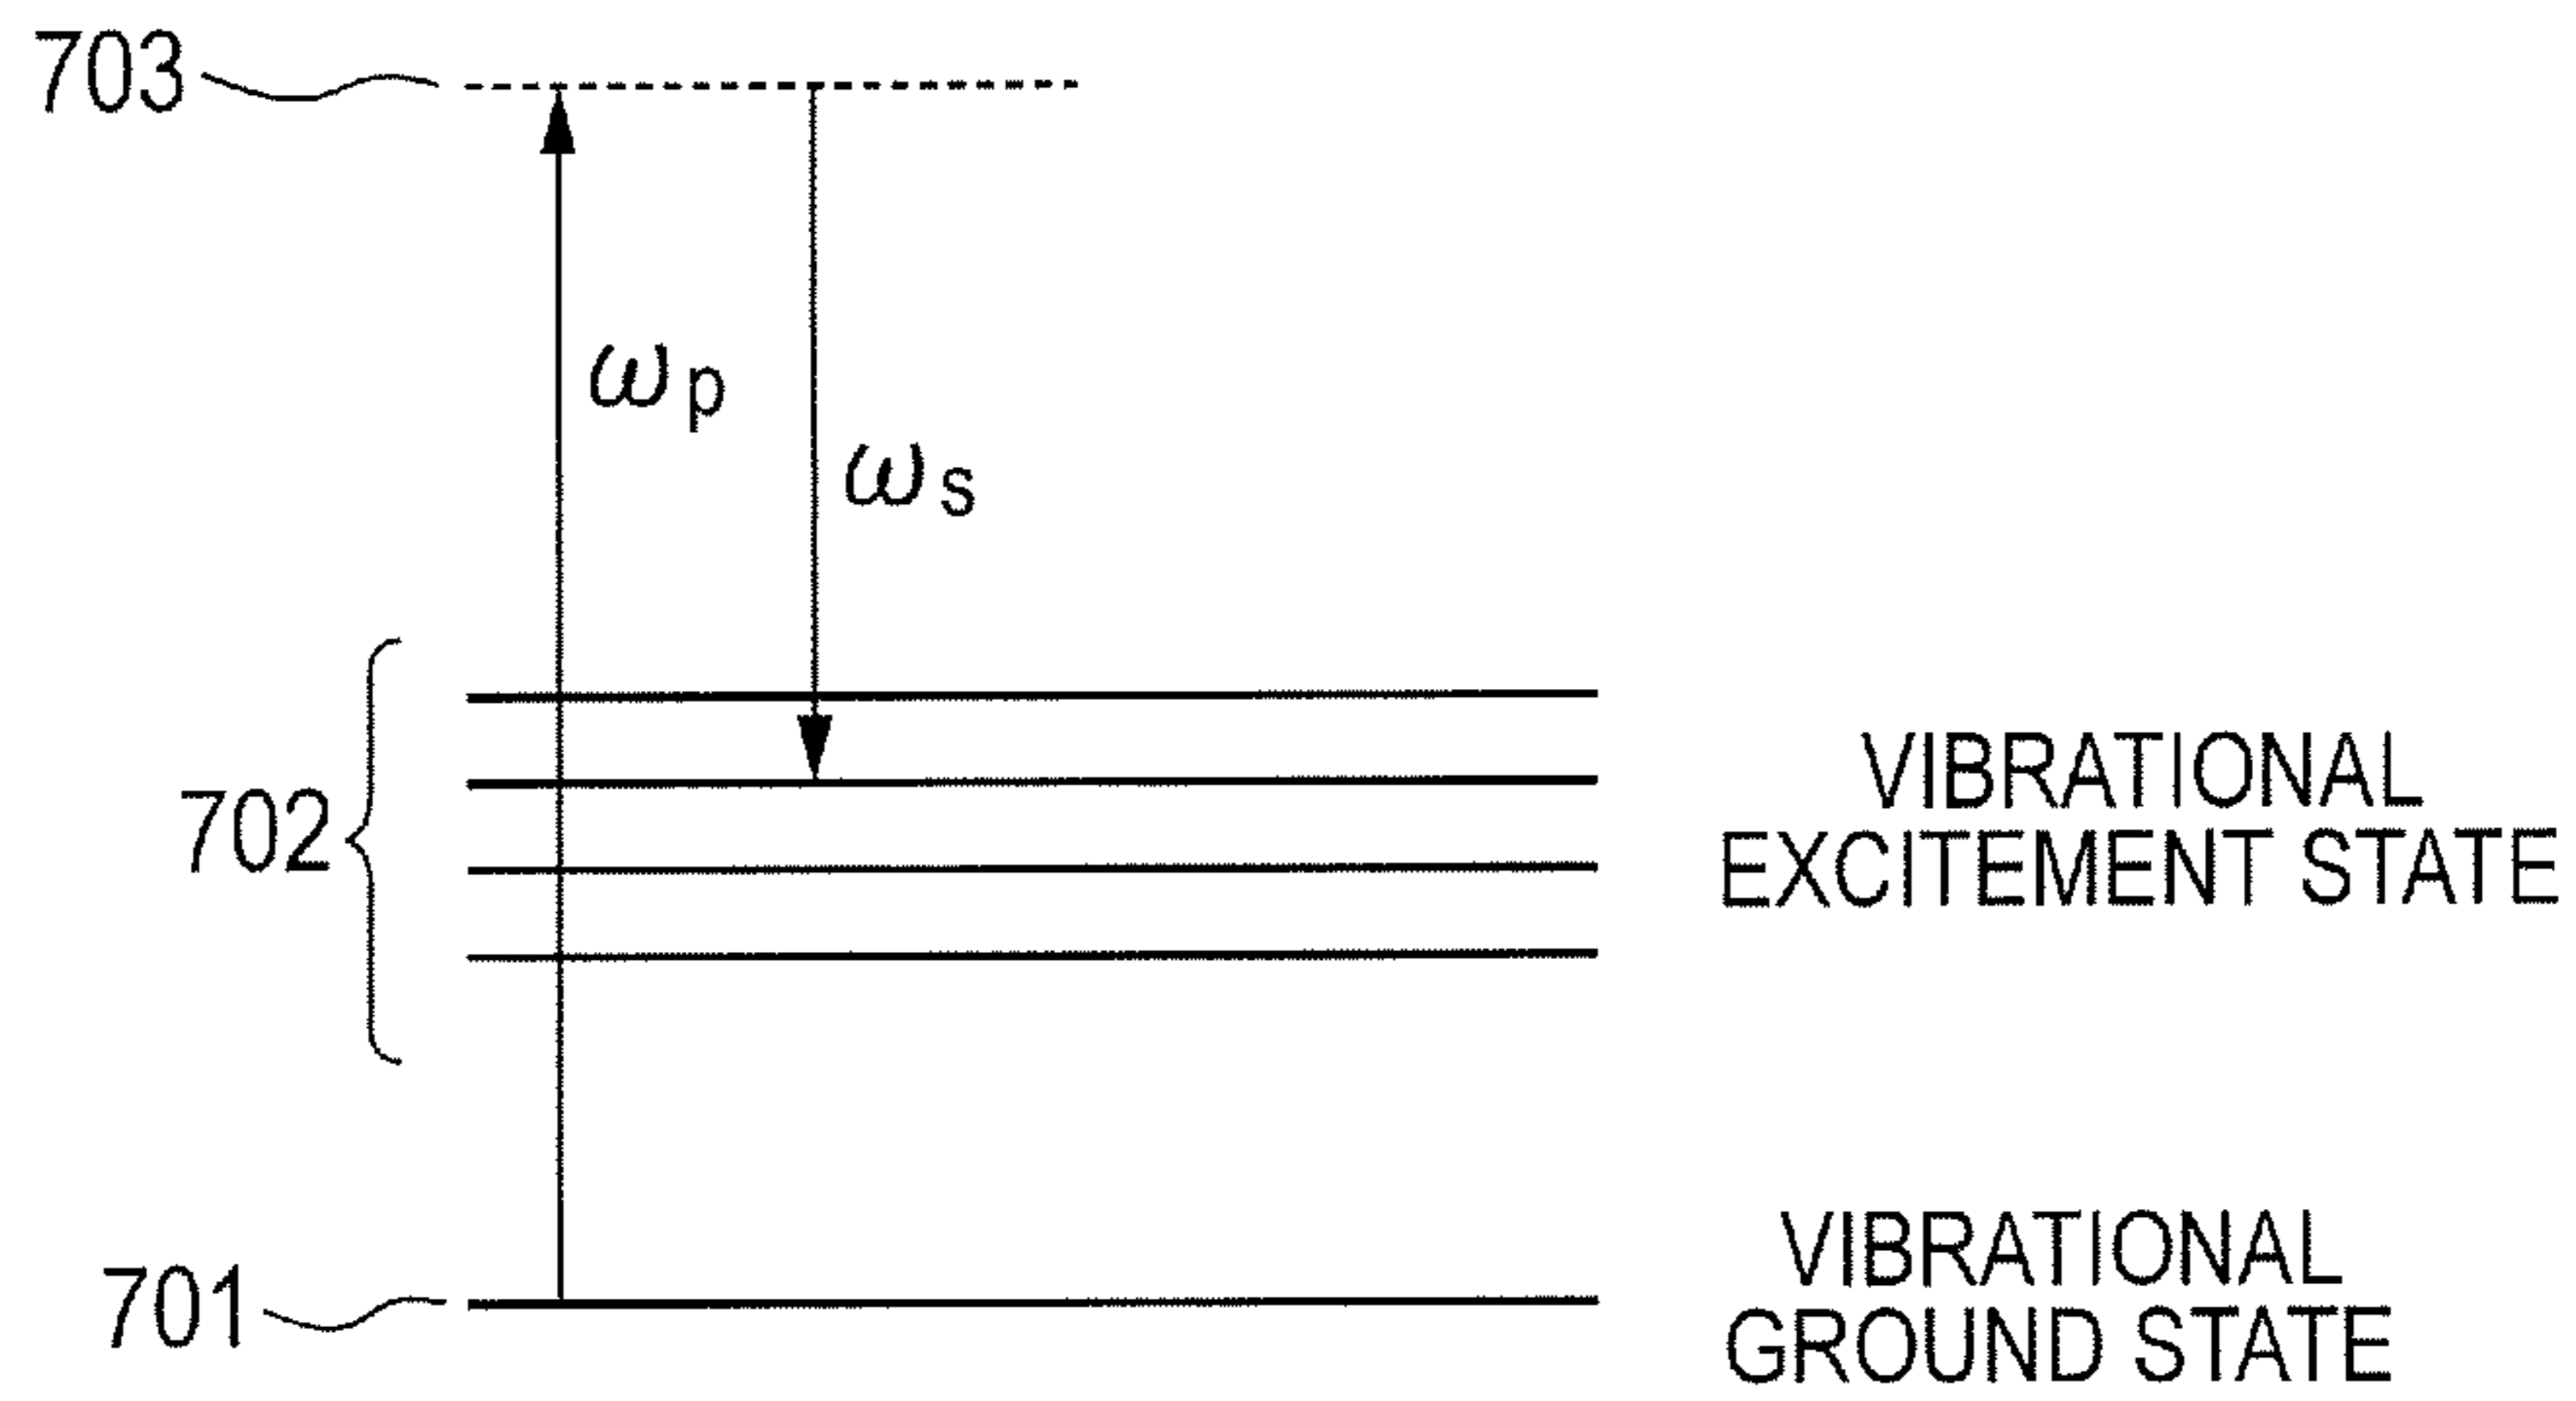 703
ωp
ωs
702
VIBRATIONAL
EXCITEMENT STATE
701
VIBRATIONAL
GROUND STATE